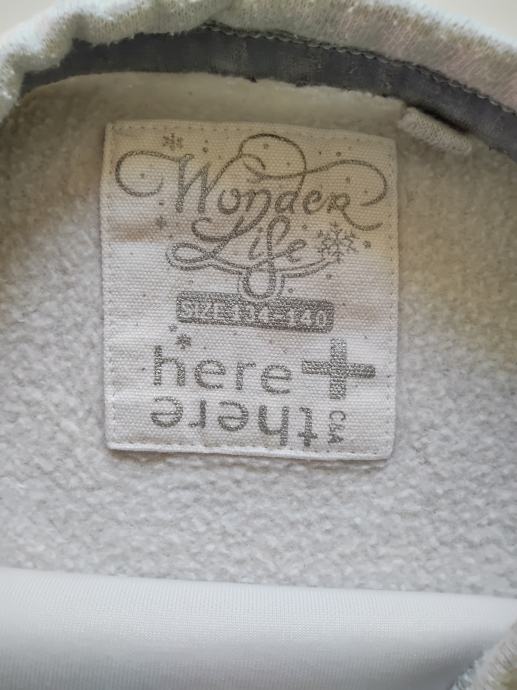 Wonder
Life
SIZE 134-140
here +
there
C&A